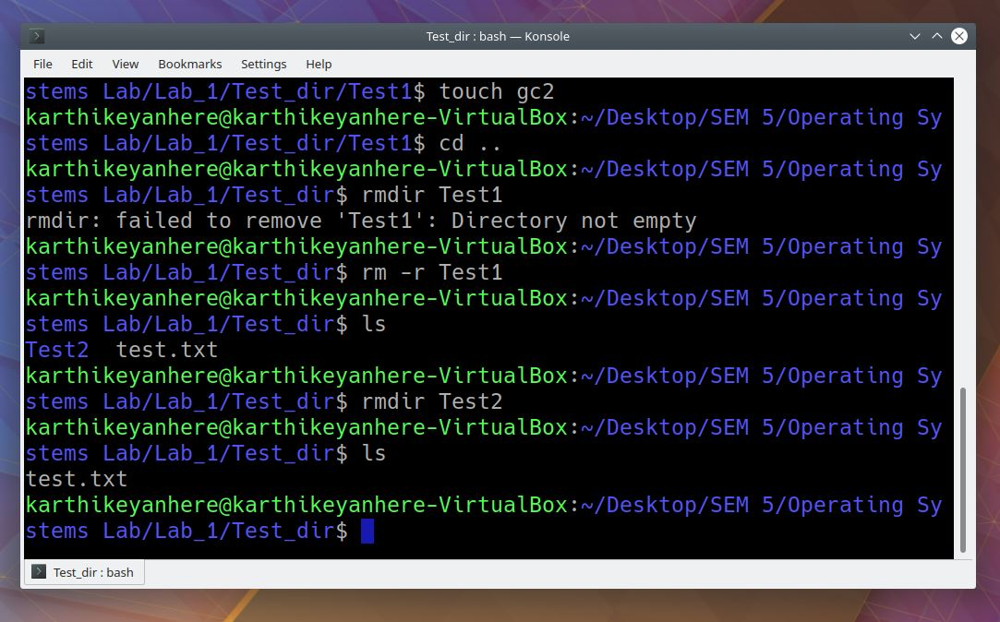 Test_dir : bash — Konsole
File Edit View Bookmarks Settings Help
stems Lab/Lab_1/Test_dir/Test1$ touch gc2
karthikeyanhere@karthikeyanhere-VirtualBox:~/Desktop/SEM 5/Operating Sy
stems Lab/Lab_1/Test_dir/Test1$ cd ..
karthikeyanhere@karthikeyanhere-VirtualBox:~/Desktop/SEM 5/Operating Sy
stems Lab/Lab_1/Test_dir$ rmdir Test1
rmdir: failed to remove 'Test1': Directory not empty
karthikeyanhere@karthikeyanhere-VirtualBox:~/Desktop/SEM 5/Operating Sy
stems Lab/Lab_1/Test_dir$ rm -r Test1
karthikeyanhere@karthikeyanhere-VirtualBox:~/Desktop/SEM 5/Operating Sy
stems Lab/Lab_1/Test_dir$ ls
Test2  test.txt
karthikeyanhere@karthikeyanhere-VirtualBox:~/Desktop/SEM 5/Operating Sy
stems Lab/Lab_1/Test_dir$ rmdir Test2
karthikeyanhere@karthikeyanhere-VirtualBox:~/Desktop/SEM 5/Operating Sy
stems Lab/Lab_1/Test_dir$ ls
test.txt
karthikeyanhere@karthikeyanhere-VirtualBox:~/Desktop/SEM 5/Operating Sy
stems Lab/Lab_1/Test_dir$
Test_dir : bash